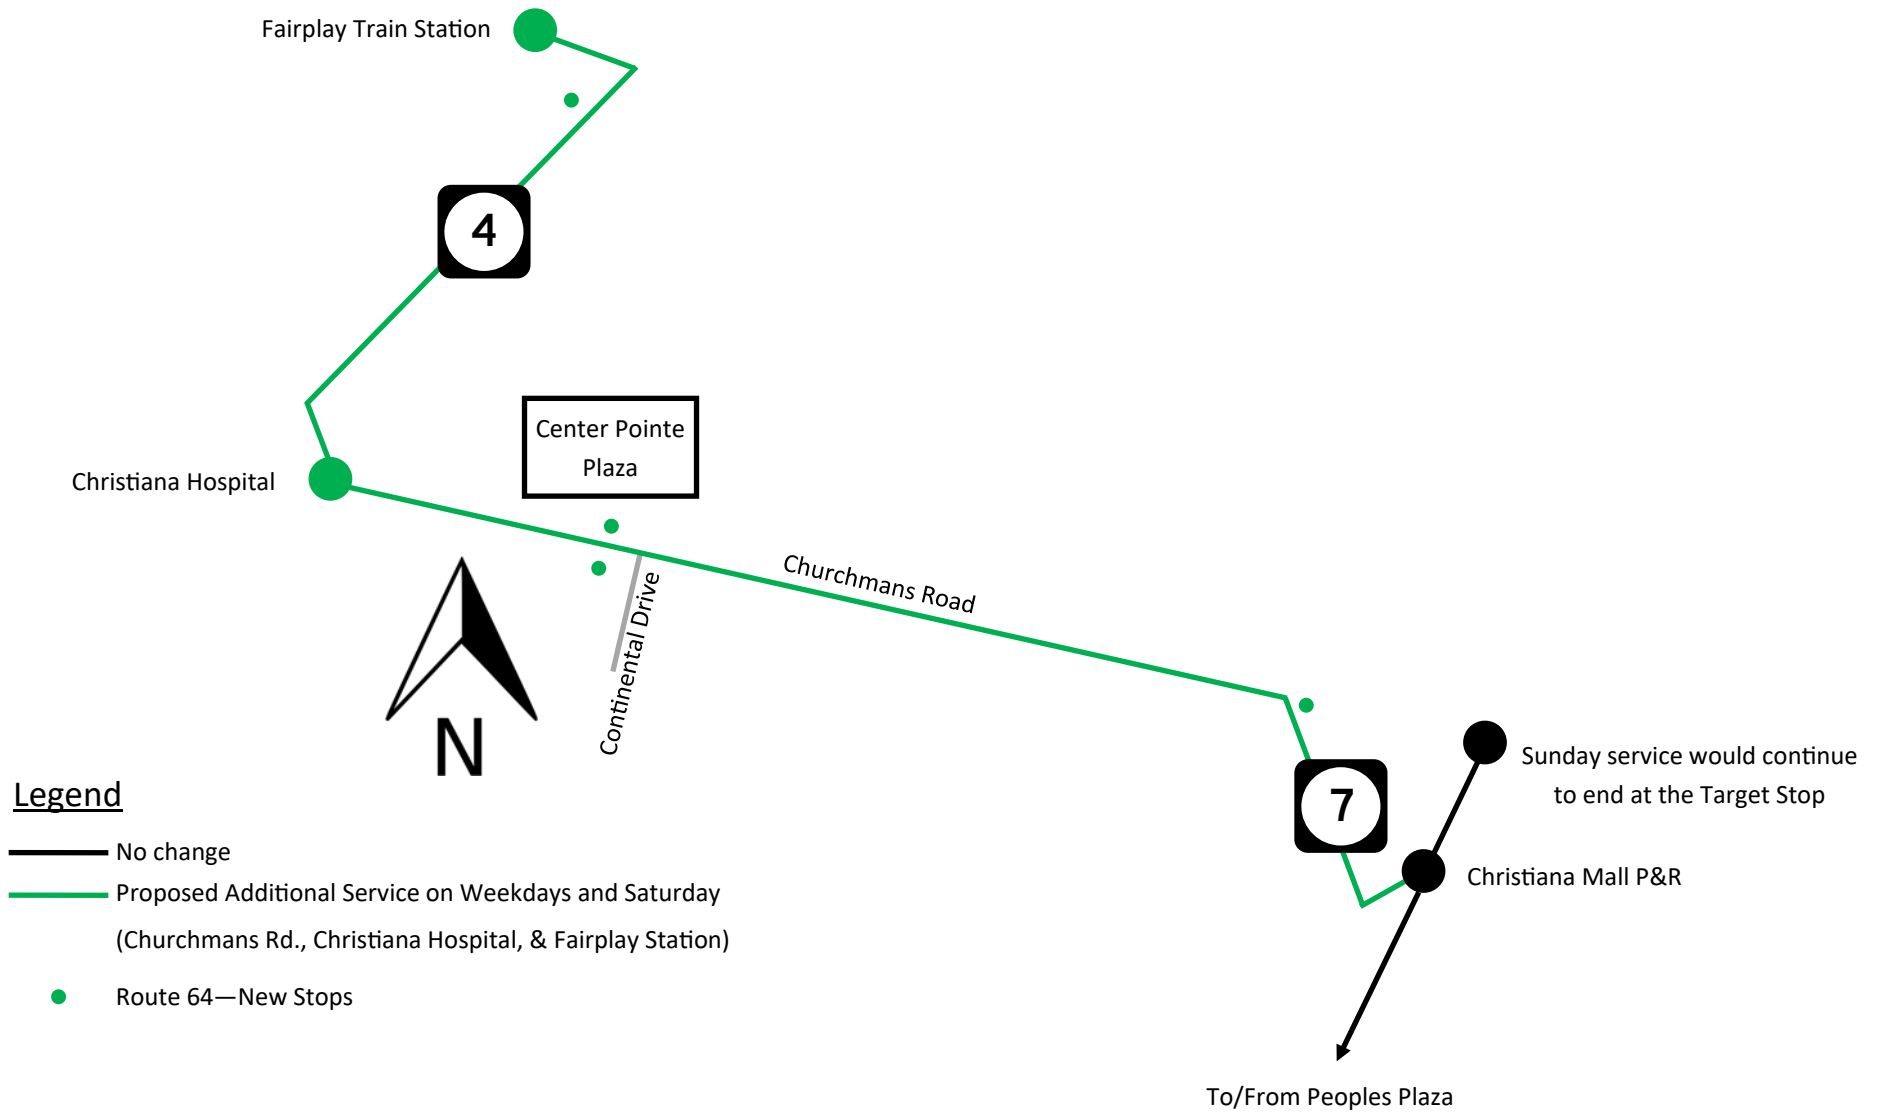 Fairplay Train Station
4
Center Pointe
Plaza
Christiana Hospital
Churchmans Road
Continental Drive
N
7
Sunday service would continue
to end at the Target Stop
Christiana Mall P&R
To/From Peoples Plaza
Legend
No change
Proposed Additional Service on Weekdays and Saturday
(Churchmans Rd., Christiana Hospital, & Fairplay Station)
Route 64—New Stops